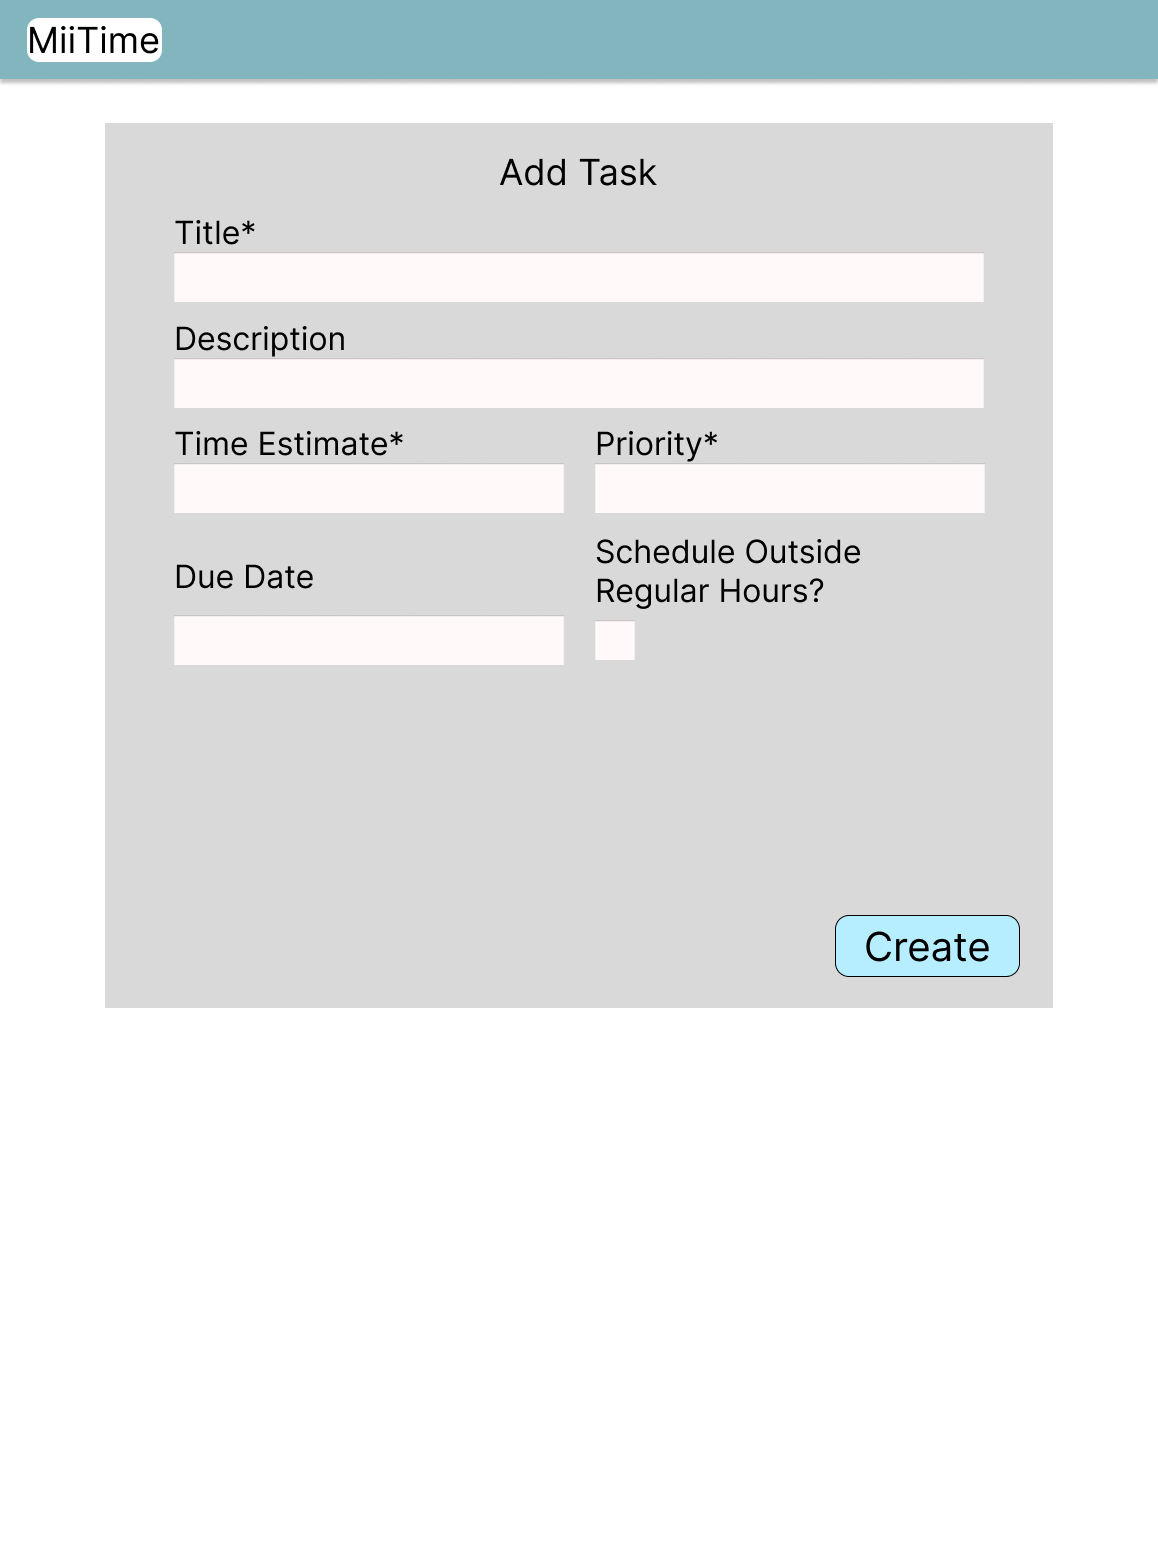 MiiTime
Add Task
Title*
Description
Time Estimate*
Priority*
Due Date
Schedule Outside
Regular Hours?
Create